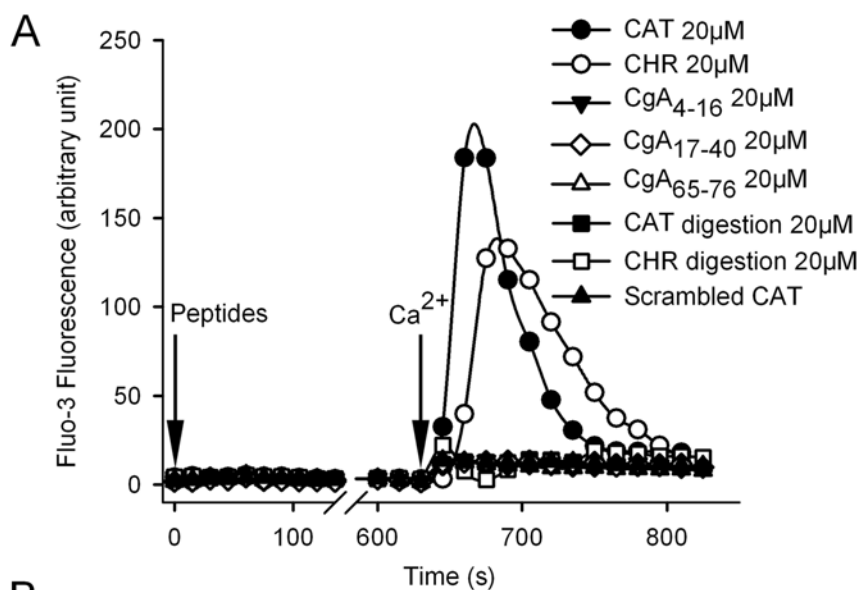 A
250
200
150
100
50
0
Fluo-3 Fluorescence (arbitrary unit)
CAT 20µM
CHR 20µM
CgA4-16 20µM
CgA17-40 20µM
CgA65-76 20µM
CAT digestion 20µM
CHR digestion 20µM
Scrambled CAT
Peptides
Ca2+
0 100 600 700 800
Time (s)